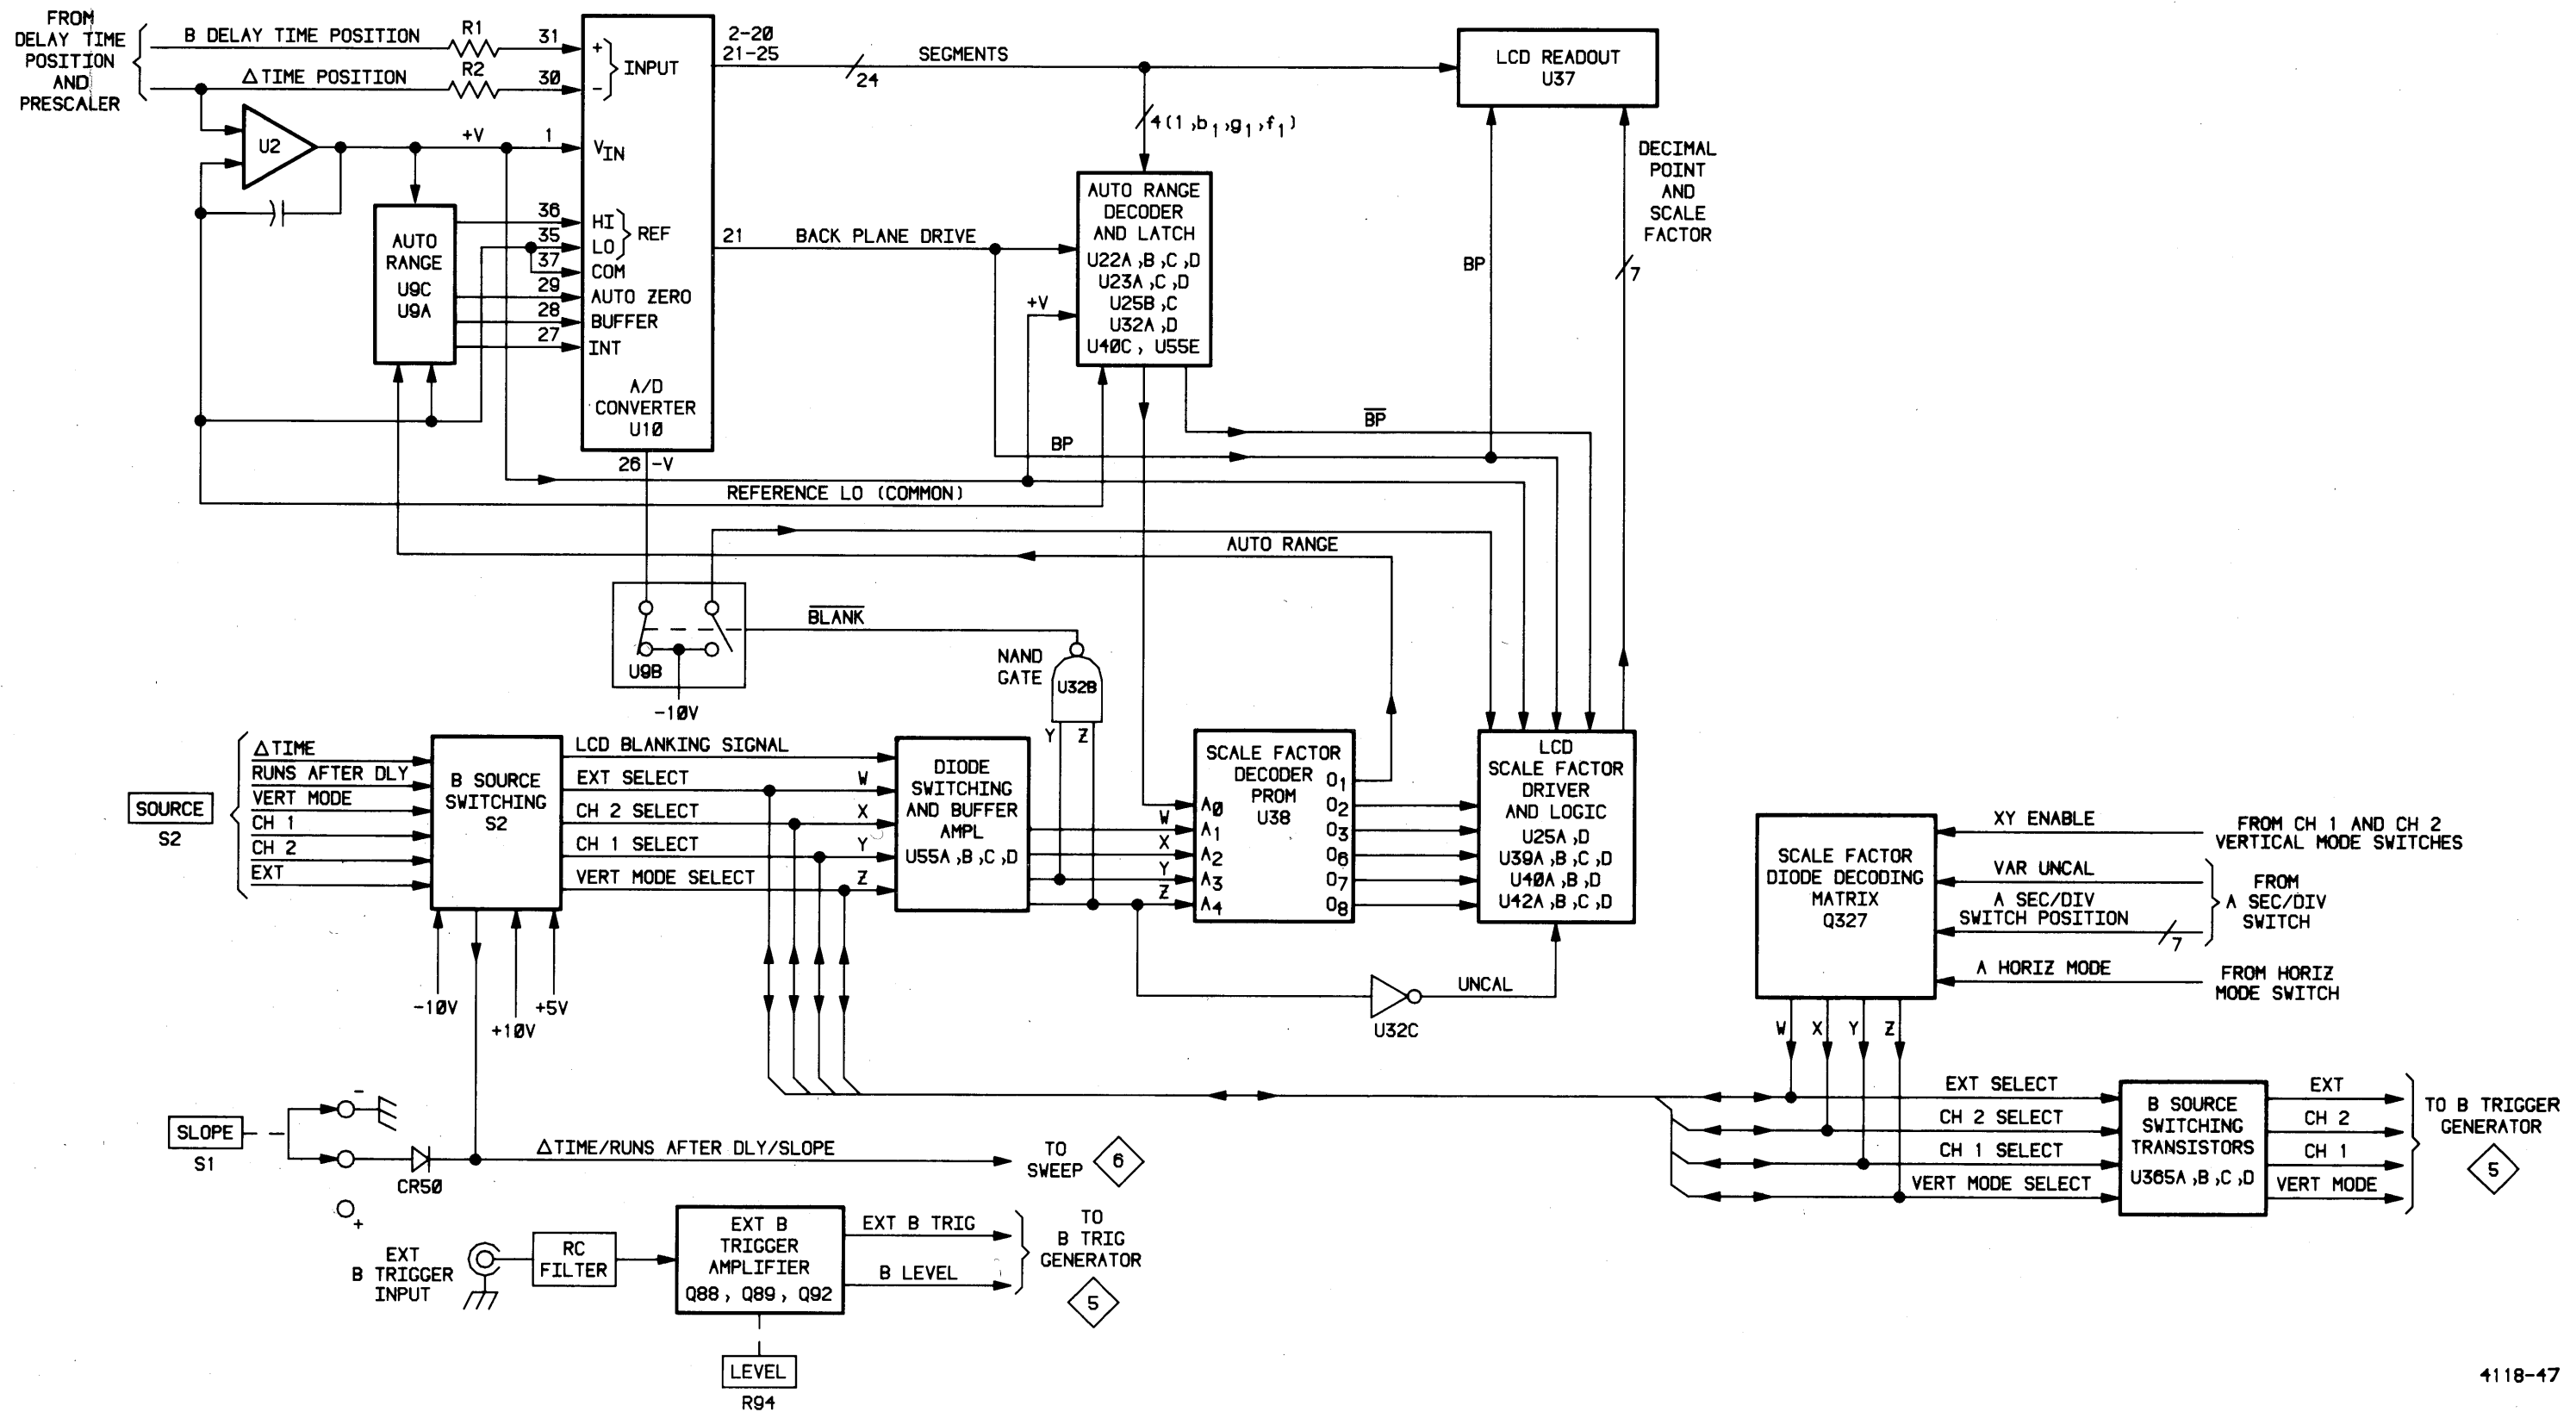 FROM
DELAY TIME
POSITION
AND
PRESCALER
B DELAY TIME POSITION
R1
31
△TIME POSITION
R2
30
+
-
INPUT
U2
+V
1
VIN
AUTO
RANGE
U9C
U9A
36
HI
35
LO
REF
37
COM
29
AUTO ZERO
28
BUFFER
27
INT
A/D
CONVERTER
U10
26
-V
2-20
21-25
SEGMENTS
24
4(1,b1,g1,f1)
LCD READOUT
U37
21
BACK PLANE DRIVE
+V
AUTO RANGE
DECODER
AND LATCH
U22A,B,C,D
U23A,C,D
U25B,C
U32A,D
U40C, U55E
BP
DECIMAL
POINT
AND
SCALE
FACTOR
7
B̅P̅
BP
REFERENCE LO (COMMON)
AUTO RANGE
U9B
-10V
B̅L̅A̅N̅K̅
NAND
GATE
U32B
Y
Z
SOURCE
S2
△TIME
RUNS AFTER DLY
VERT MODE
CH 1
CH 2
EXT
B SOURCE
SWITCHING
S2
-10V
+10V
+5V
LCD BLANKING SIGNAL
EXT SELECT
W
CH 2 SELECT
X
CH 1 SELECT
Y
VERT MODE SELECT
Z
DIODE
SWITCHING
AND BUFFER
AMPL
U55A,B,C,D
W
X
Y
Z
SCALE FACTOR
DECODER
PROM
U38
A0
A1
A2
A3
A4
O1
O2
O3
O6
O7
O8
LCD
SCALE FACTOR
DRIVER
AND LOGIC
U25A,D
U39A,B,C,D
U40A,B,D
U42A,B,C,D
U32C
UNCAL
SCALE FACTOR
DIODE DECODING
MATRIX
Q327
XY ENABLE
FROM CH 1 AND CH 2
VERTICAL MODE SWITCHES
VAR UNCAL
A SEC/DIV
SWITCH POSITION
7
FROM
A SEC/DIV
SWITCH
A HORIZ MODE
FROM HORIZ
MODE SWITCH
W
X
Y
Z
EXT SELECT
CH 2 SELECT
CH 1 SELECT
VERT MODE SELECT
B SOURCE
SWITCHING
TRANSISTORS
U365A,B,C,D
EXT
CH 2
CH 1
VERT MODE
TO B TRIGGER
GENERATOR
5
SLOPE
S1
-
+
CR50
△TIME/RUNS AFTER DLY/SLOPE
TO
SWEEP
6
EXT
B TRIGGER
INPUT
RC
FILTER
EXT B
TRIGGER
AMPLIFIER
Q88, Q89, Q92
EXT B TRIG
B LEVEL
TO
B TRIG
GENERATOR
5
LEVEL
R94
4118-47